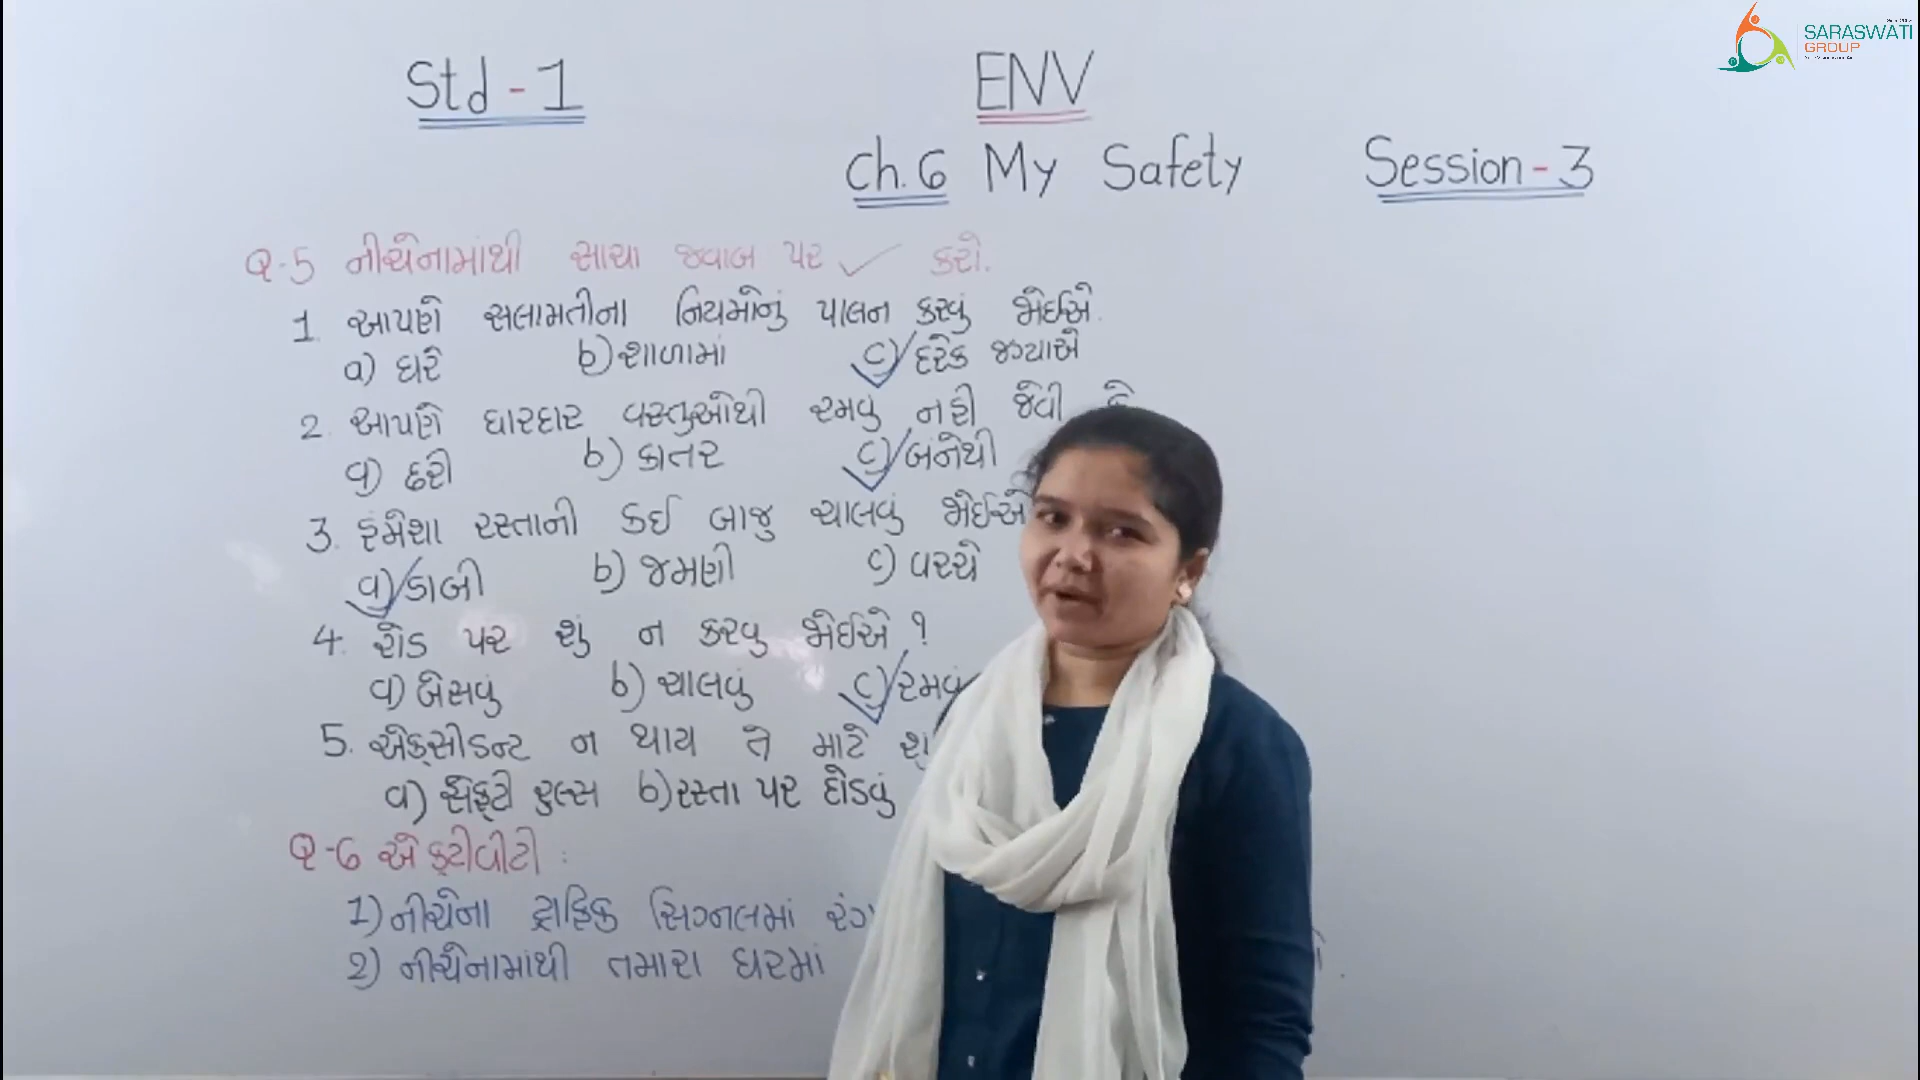 SARASWATI
GROUP
Std - 1
ENV
Ch.6 My Safety Session - 3
Q-5 નીચેનામાંથી સાચા જવાબ પર ✓ કરો.
1. આપણે સલામતીના નિયમોનું પાલન કરવું જોઈએ.
a) ઘરે b) શાળામાં c) દરેક જગ્યાએ
2. આપણે ધારદાર વસ્તુઓથી રમવું નહી જેવી કે
a) છરી b) કાતર c) બંનેથી
3. હંમેશા રસ્તાની કઈ બાજુ ચાલવું જોઈએ
a) ડાબી b) જમણી c) વચ્ચે
4. રોડ પર શું ન કરવુ જોઈએ ?
a) બેસવું b) ચાલવું c) રમવું
5. એક્સીડન્ટ ન થાય તે માટે શું
a) સેફ્ટી રુલ્સ b) રસ્તા પર દોડવું
Q-6 એક્ટીવીટી :
1) નીચેના ટ્રાફિક સિગ્નલમાં રંગ
2) નીચેનામાંથી તમારા ઘરમાં